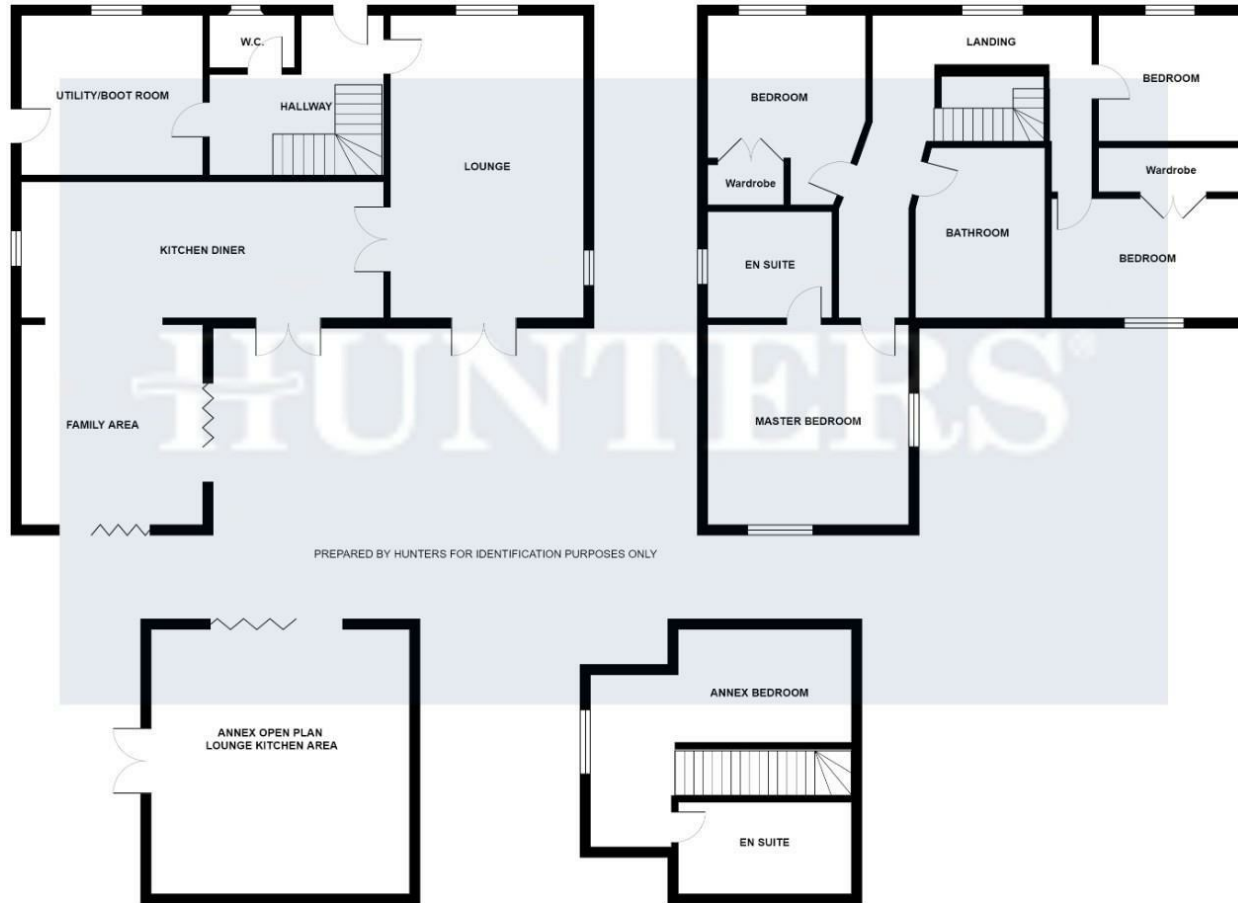 W.C.
UTILITY/BOOT ROOM
HALLWAY
LOUNGE
KITCHEN DINER
FAMILY AREA
LANDING
BEDROOM
BEDROOM
Wardrobe
Wardrobe
BATHROOM
EN SUITE
BEDROOM
MASTER BEDROOM
HUNTERS®
PREPARED BY HUNTERS FOR IDENTIFICATION PURPOSES ONLY
ANNEX OPEN PLAN
LOUNGE KITCHEN AREA
ANNEX BEDROOM
EN SUITE